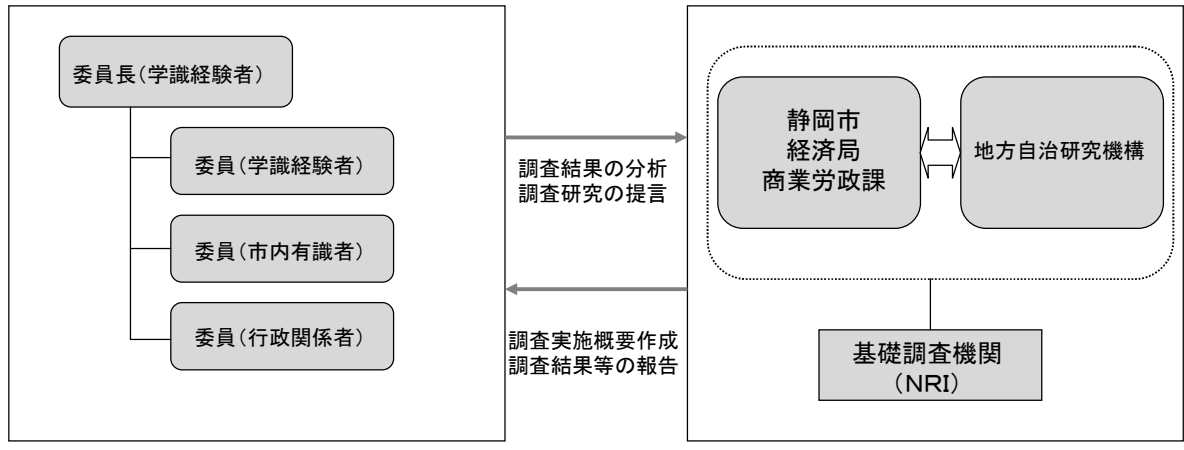 委員長（学識経験者）
委員（学識経験者）
委員（市内有識者）
委員（行政関係者）
調査結果の分析
調査研究の提言
調査実施概要作成
調査結果等の報告
静岡市
経済局
商業労政課
地方自治研究機構
基礎調査機関
（NRI）